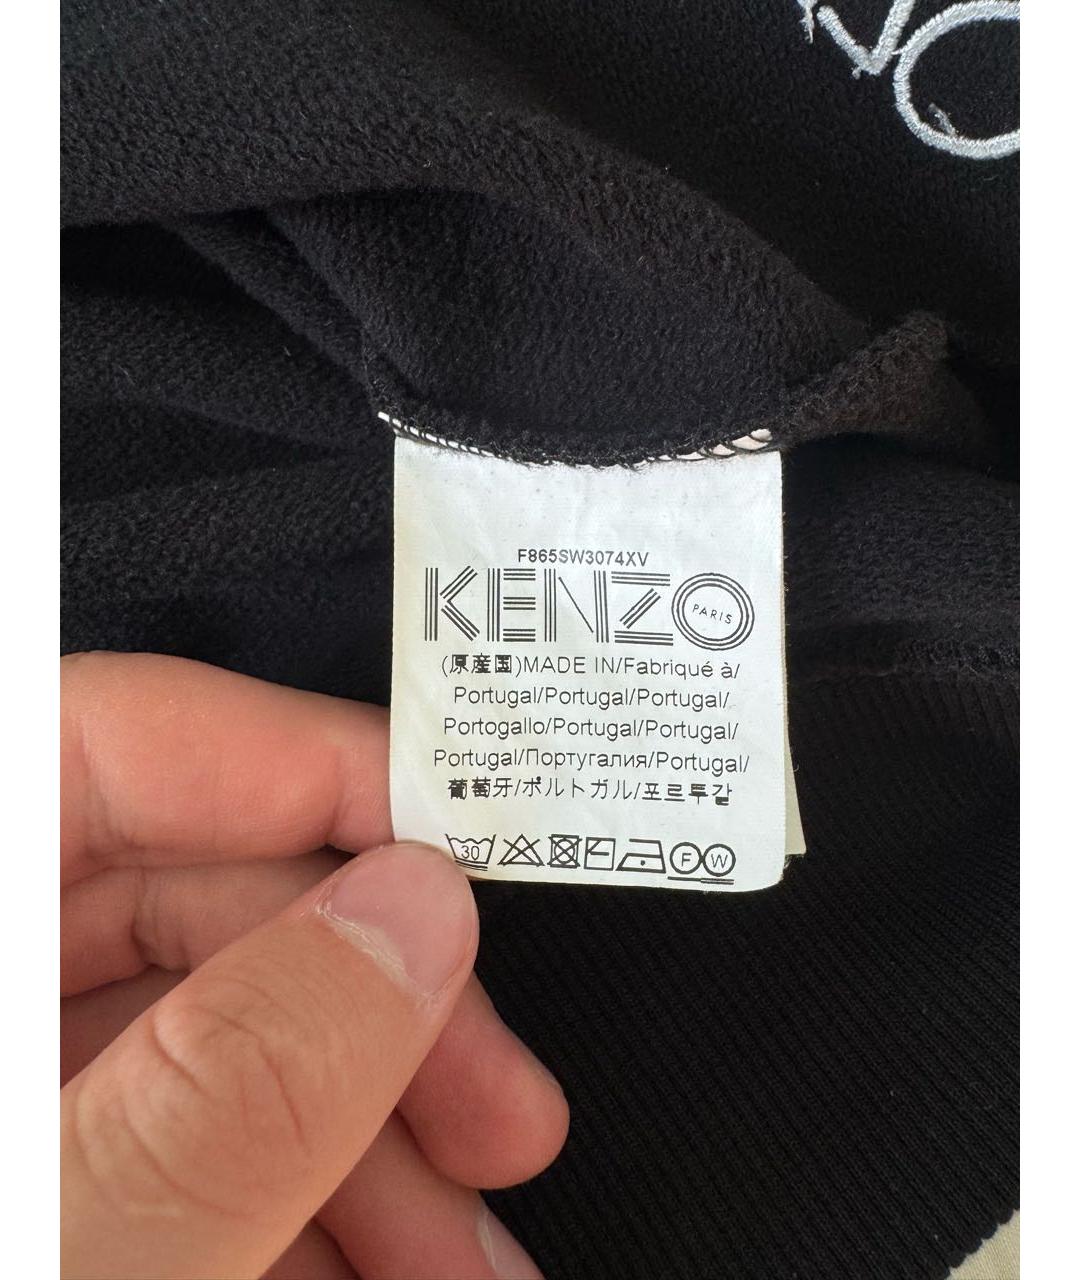 F865SW3074XV
KENZO
PARIS
(原産国)MADE IN/Fabriqué à/
Portugal/Portugal/Portugal/
Portogallo/Portugal/Portugal/
Portugal/Португалия/Portugal/
葡萄牙/ポルトガル/포르투갈
30 F W